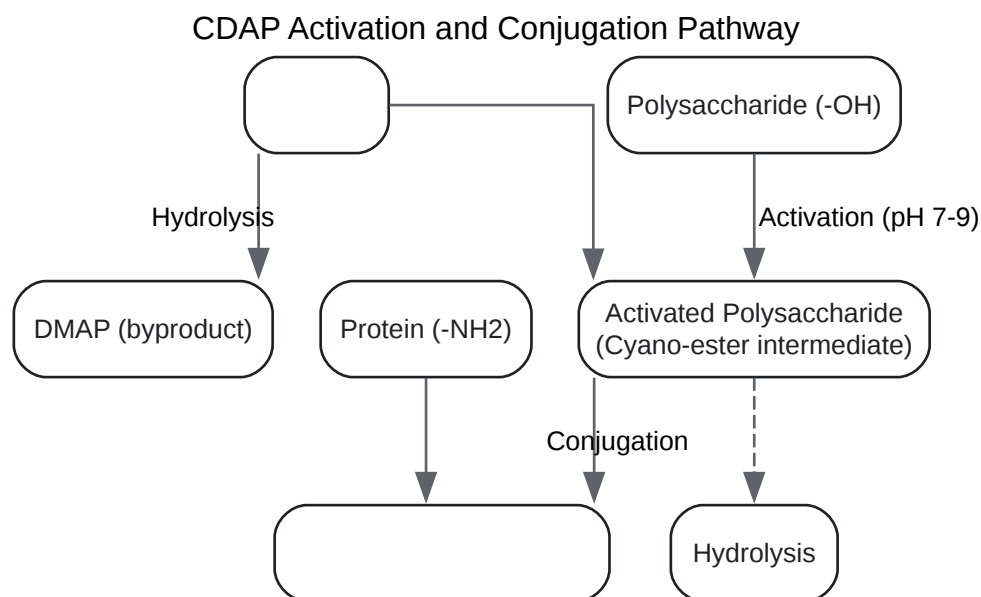 CDAP Activation and Conjugation Pathway
Polysaccharide (-OH)
Hydrolysis
Activation (pH 7-9)
DMAP (byproduct)
Protein (-NH2)
Activated Polysaccharide
(Cyano-ester intermediate)
Conjugation
Hydrolysis